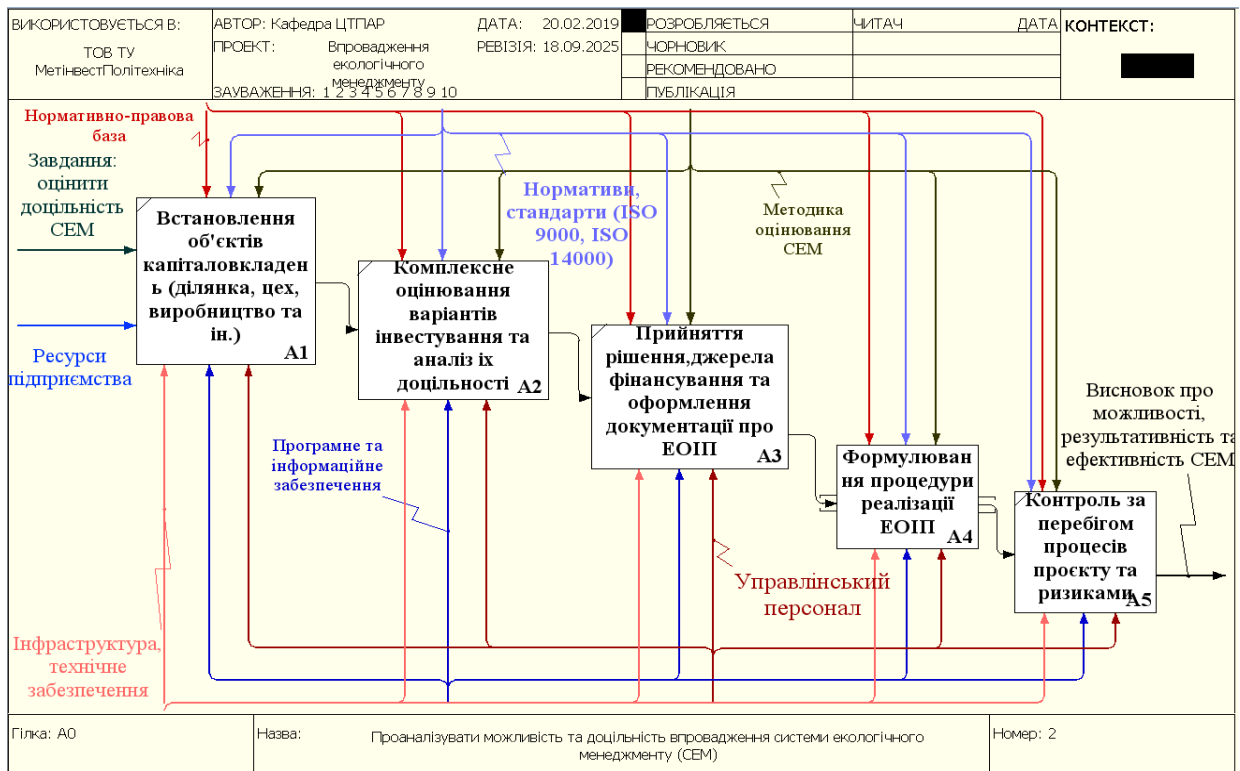 ВИКОРИСТОВУЄТЬСЯ В:
ТОВ ТУ
МетінвестПолітехніка
АВТОР: Кафедра ЦТПАР
ДАТА: 20.02.2019
ПРОЕКТ: Впровадження
екологічного
менеджменту
РЕВІЗІЯ: 18.09.2025
ЗАУВАЖЕННЯ: 1 2 3 4 5 6 7 8 9 10
РОЗРОБЛЯЄТЬСЯ
ЧОРНОВИК
РЕКОМЕНДОВАНО
ПУБЛІКАЦІЯ
ЧИТАЧ
ДАТА
КОНТЕКСТ:
Нормативно-правова
база
Завдання:
оцінити
доцільність
СЕМ
Ресурси
підприємства
Встановлення
об'єктів
капіталовкладен
ь (ділянка, цех,
виробництво та
ін.)
A1
Нормативи,
стандарти (ISO
9000, ISO
14000)
Методика
оцінювання
СЕМ
Комплексне
оцінювання
варіантів
інвестування та
аналіз їх
доцільності
A2
Прийняття
рішення,джерела
фінансування та
оформлення
документації про
ЕОІП
A3
Формулюван
ня процедури
реалізації
ЕОІП
A4
Контроль за
перебігом
процесів
проєкту та
ризиками
A5
Висновок про
можливості,
результативність та
ефективність СЕМ
Програмне та
інформаційне
забезпечення
Управлінський
персонал
Інфраструктура,
технічне
забезпечення
Гілка: A0
Назва: Проаналізувати можливість та доцільність впровадження системи екологічного
менеджменту (СЕМ)
Номер: 2